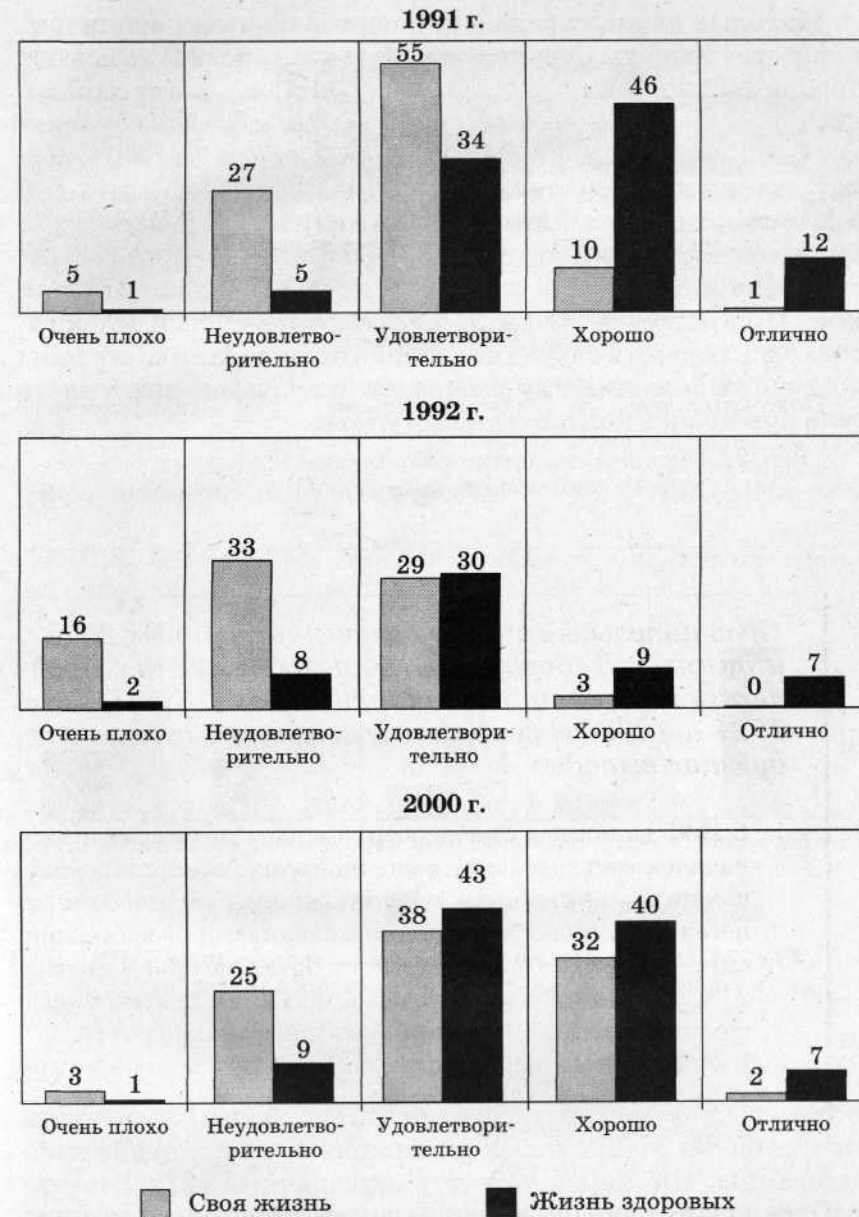 1991 г.
55
46
34
27
12
10
5
5
1
1
Очень плохо Неудовлетво- Удовлетвори- Хорошо Отлично
рительно тельно
1992 г.
33
29 30
16
8 9
7
2 3 0
Очень плохо Неудовлетво- Удовлетвори- Хорошо Отлично
рительно тельно
2000 г.
43
38 40
32
25
9
7
3 1 2
Очень плохо Неудовлетво- Удовлетвори- Хорошо Отлично
рительно тельно
Своя жизнь Жизнь здоровых